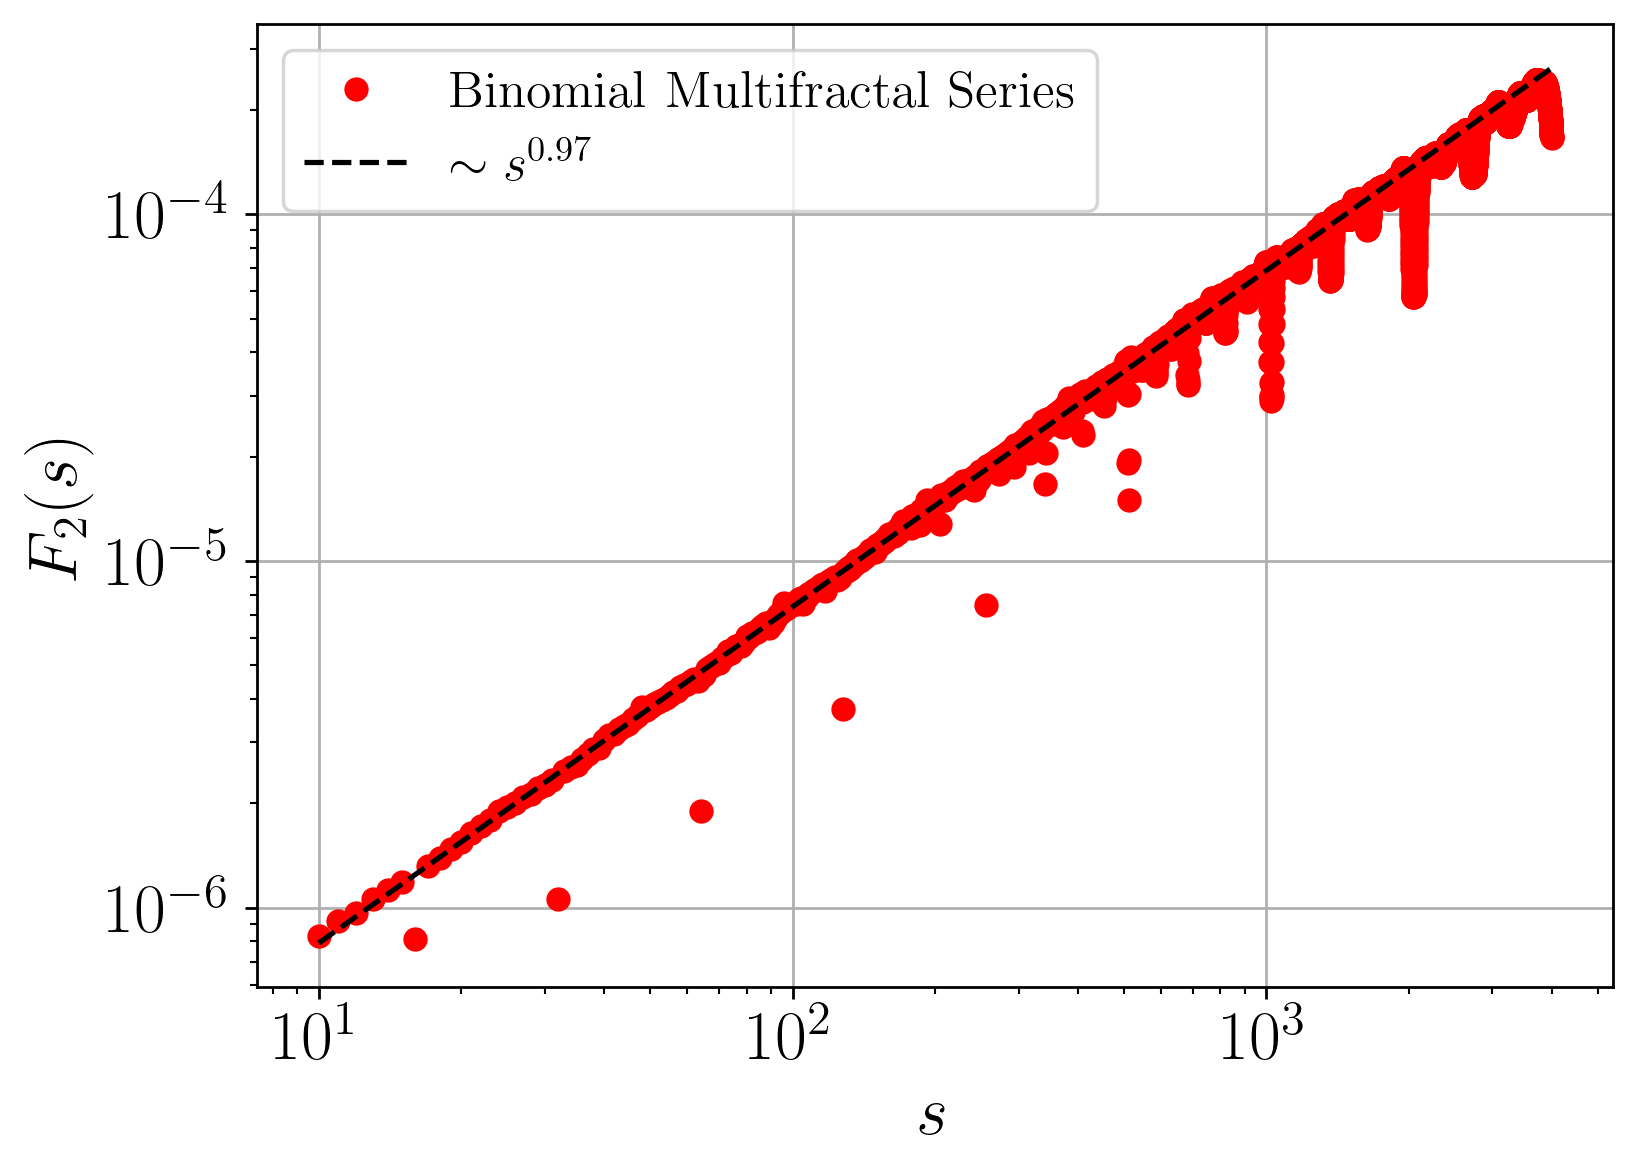 Binomial Multifractal Series
∼ s^{0.97}
F_2(s)
10^{-4}
10^{-5}
10^{-6}
10^1
10^2
10^3
s